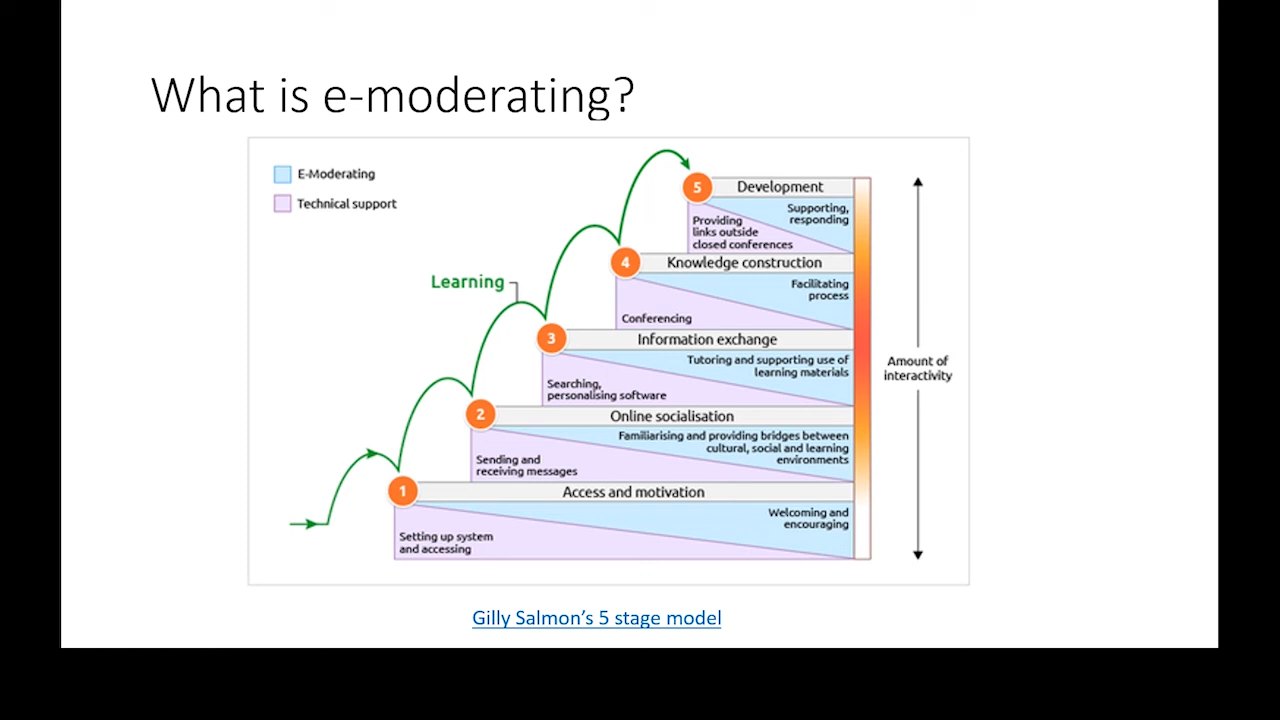 What is e-moderating?
E-Moderating
Technical support
Learning
5
Development
Supporting,
responding
Providing
links outside
closed conferences
4
Knowledge construction
Facilitating
process
Conferencing
3
Information exchange
Tutoring and supporting use of
learning materials
Searching,
personalising software
2
Online socialisation
Familiarising and providing bridges between
cultural, social and learning
environments
Sending and
receiving messages
1
Access and motivation
Welcoming and
encouraging
Setting up system
and accessing
Amount of
interactivity
Gilly Salmon’s 5 stage model